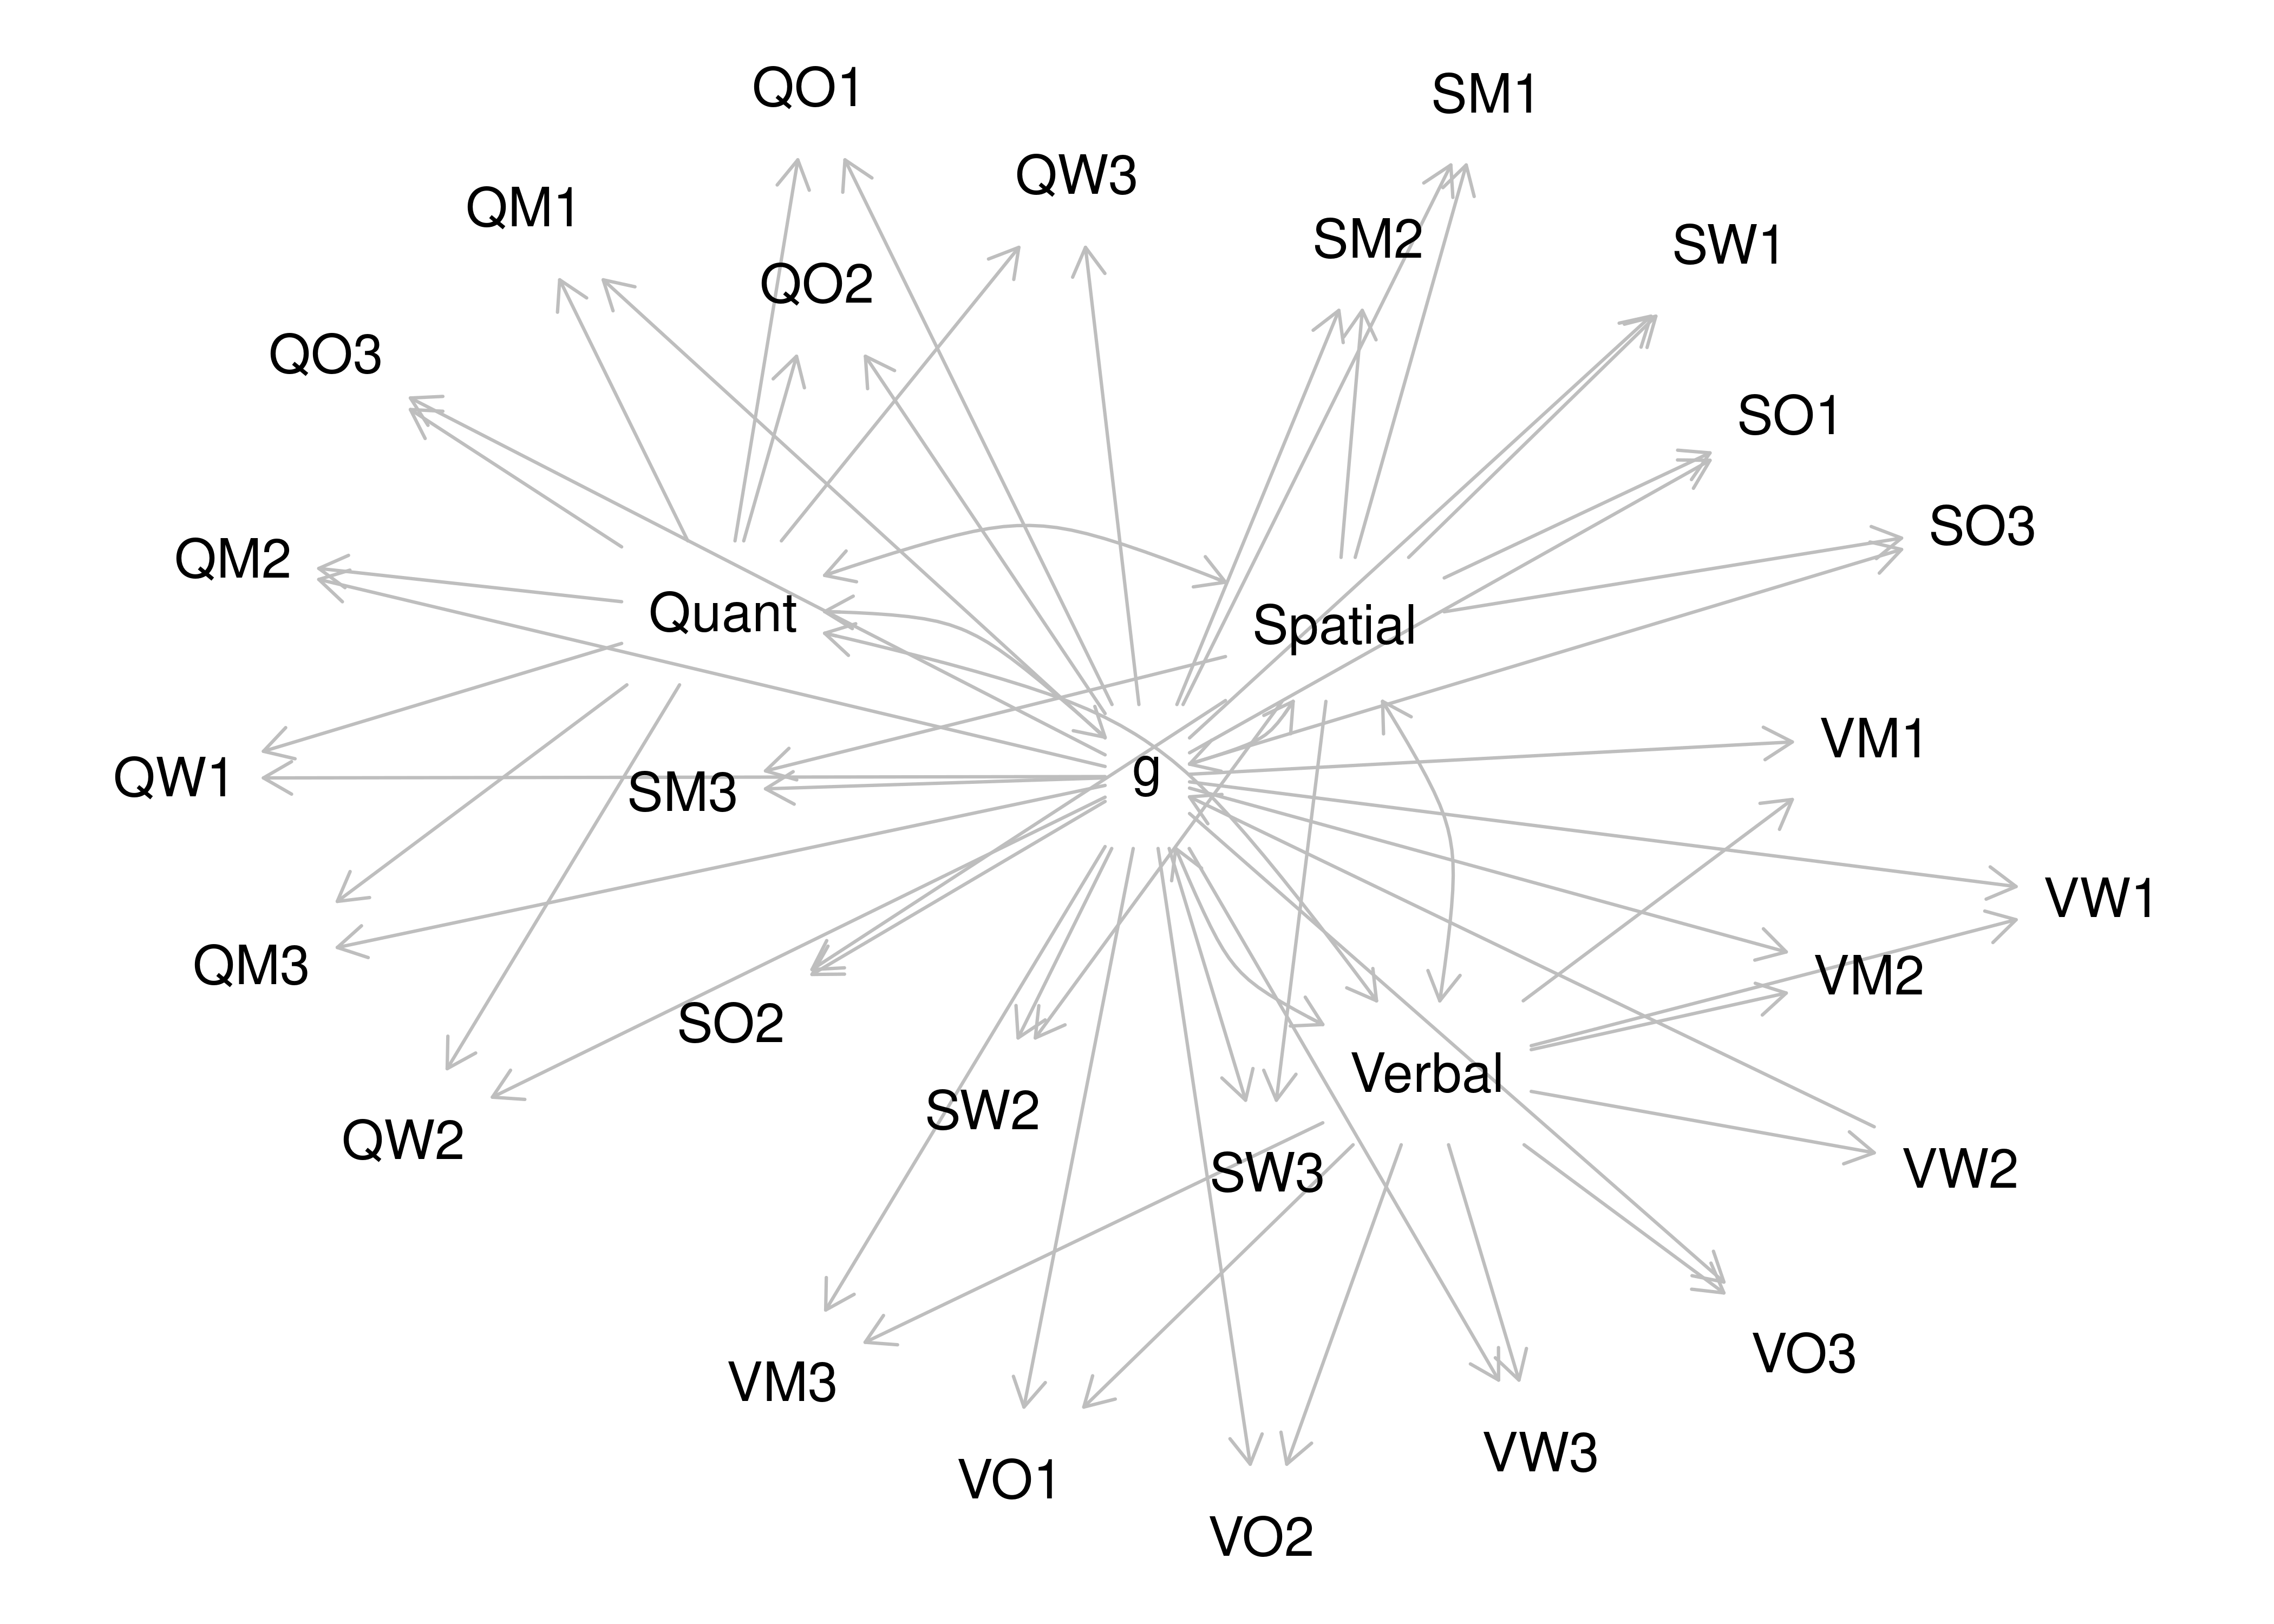 QO1
SM1
QW3
QM1
SM2
SW1
QO2
QO3
SO1
SO3
QM2
Quant
Spatial
VM1
g
QW1
SM3
VW1
QM3
VM2
SO2
Verbal
SW2
QW2
SW3
VW2
VO3
VM3
VW3
VO1
VO2